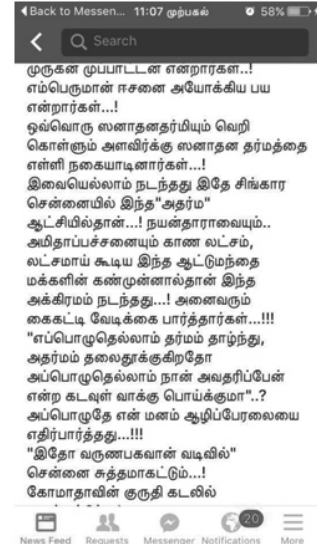 Back to Messen... 11:07 முற்பகல் 58%
Search
முருகன் முப்பாட்டன் என்றார்கள்..!
எம்பெருமான் ஈசனை அயோக்கிய பய
என்றார்கள்...!
ஒவ்வொரு ஸனாதனதர்மியும் வெறி
கொள்ளும் அளவிர்க்கு ஸனாதன தர்மத்தை
எள்ளி நகையாடினார்கள்...!
இவையெல்லாம் நடந்தது இதே சிங்கார
சென்னையில் இந்த"அதர்ம"
ஆட்சியில்தான்...! நயன்தாராவையும்..
அமிதாப்பச்சனையும் காண லட்சம்,
லட்சமாய் கூடிய இந்த ஆட்டுமந்தை
மக்களின் கண்முன்னால்தான் இந்த
அக்கிரமம் நடந்தது...! அனைவரும்
கைகட்டி வேடிக்கை பார்த்தார்கள்...!!!
"எப்பொழுதெல்லாம் தர்மம் தாழ்ந்து,
அதர்மம் தலைதூக்குகிறதோ
அப்பொழுதெல்லாம் நான் அவதரிப்பேன்
என்ற கடவுள் வாக்கு பொய்க்குமா"..?
அப்பொழுதே என் மனம் ஆழிப்பேரலையை
எதிர்பார்த்தது...!!!
"இதோ வருணபகவான் வடிவில்"
சென்னை சுத்தமாகட்டும்...!
கோமாதாவின் குருதி கடலில்
20
News Feed Requests Messenger Notifications More